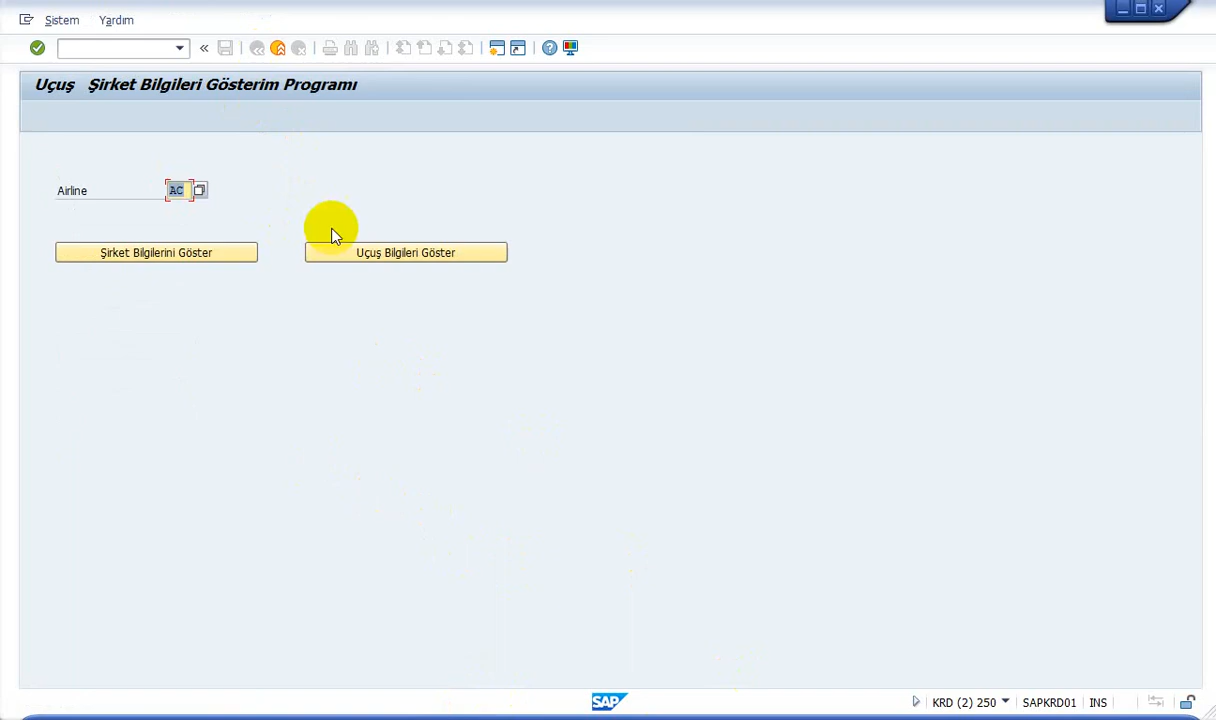 Sistem Yardım
Uçuş Şirket Bilgileri Gösterim Programı
Airline AC
Şirket Bilgilerini Göster Uçuş Bilgileri Göster
SAP KRD (2) 250 SAPKRD01 INS